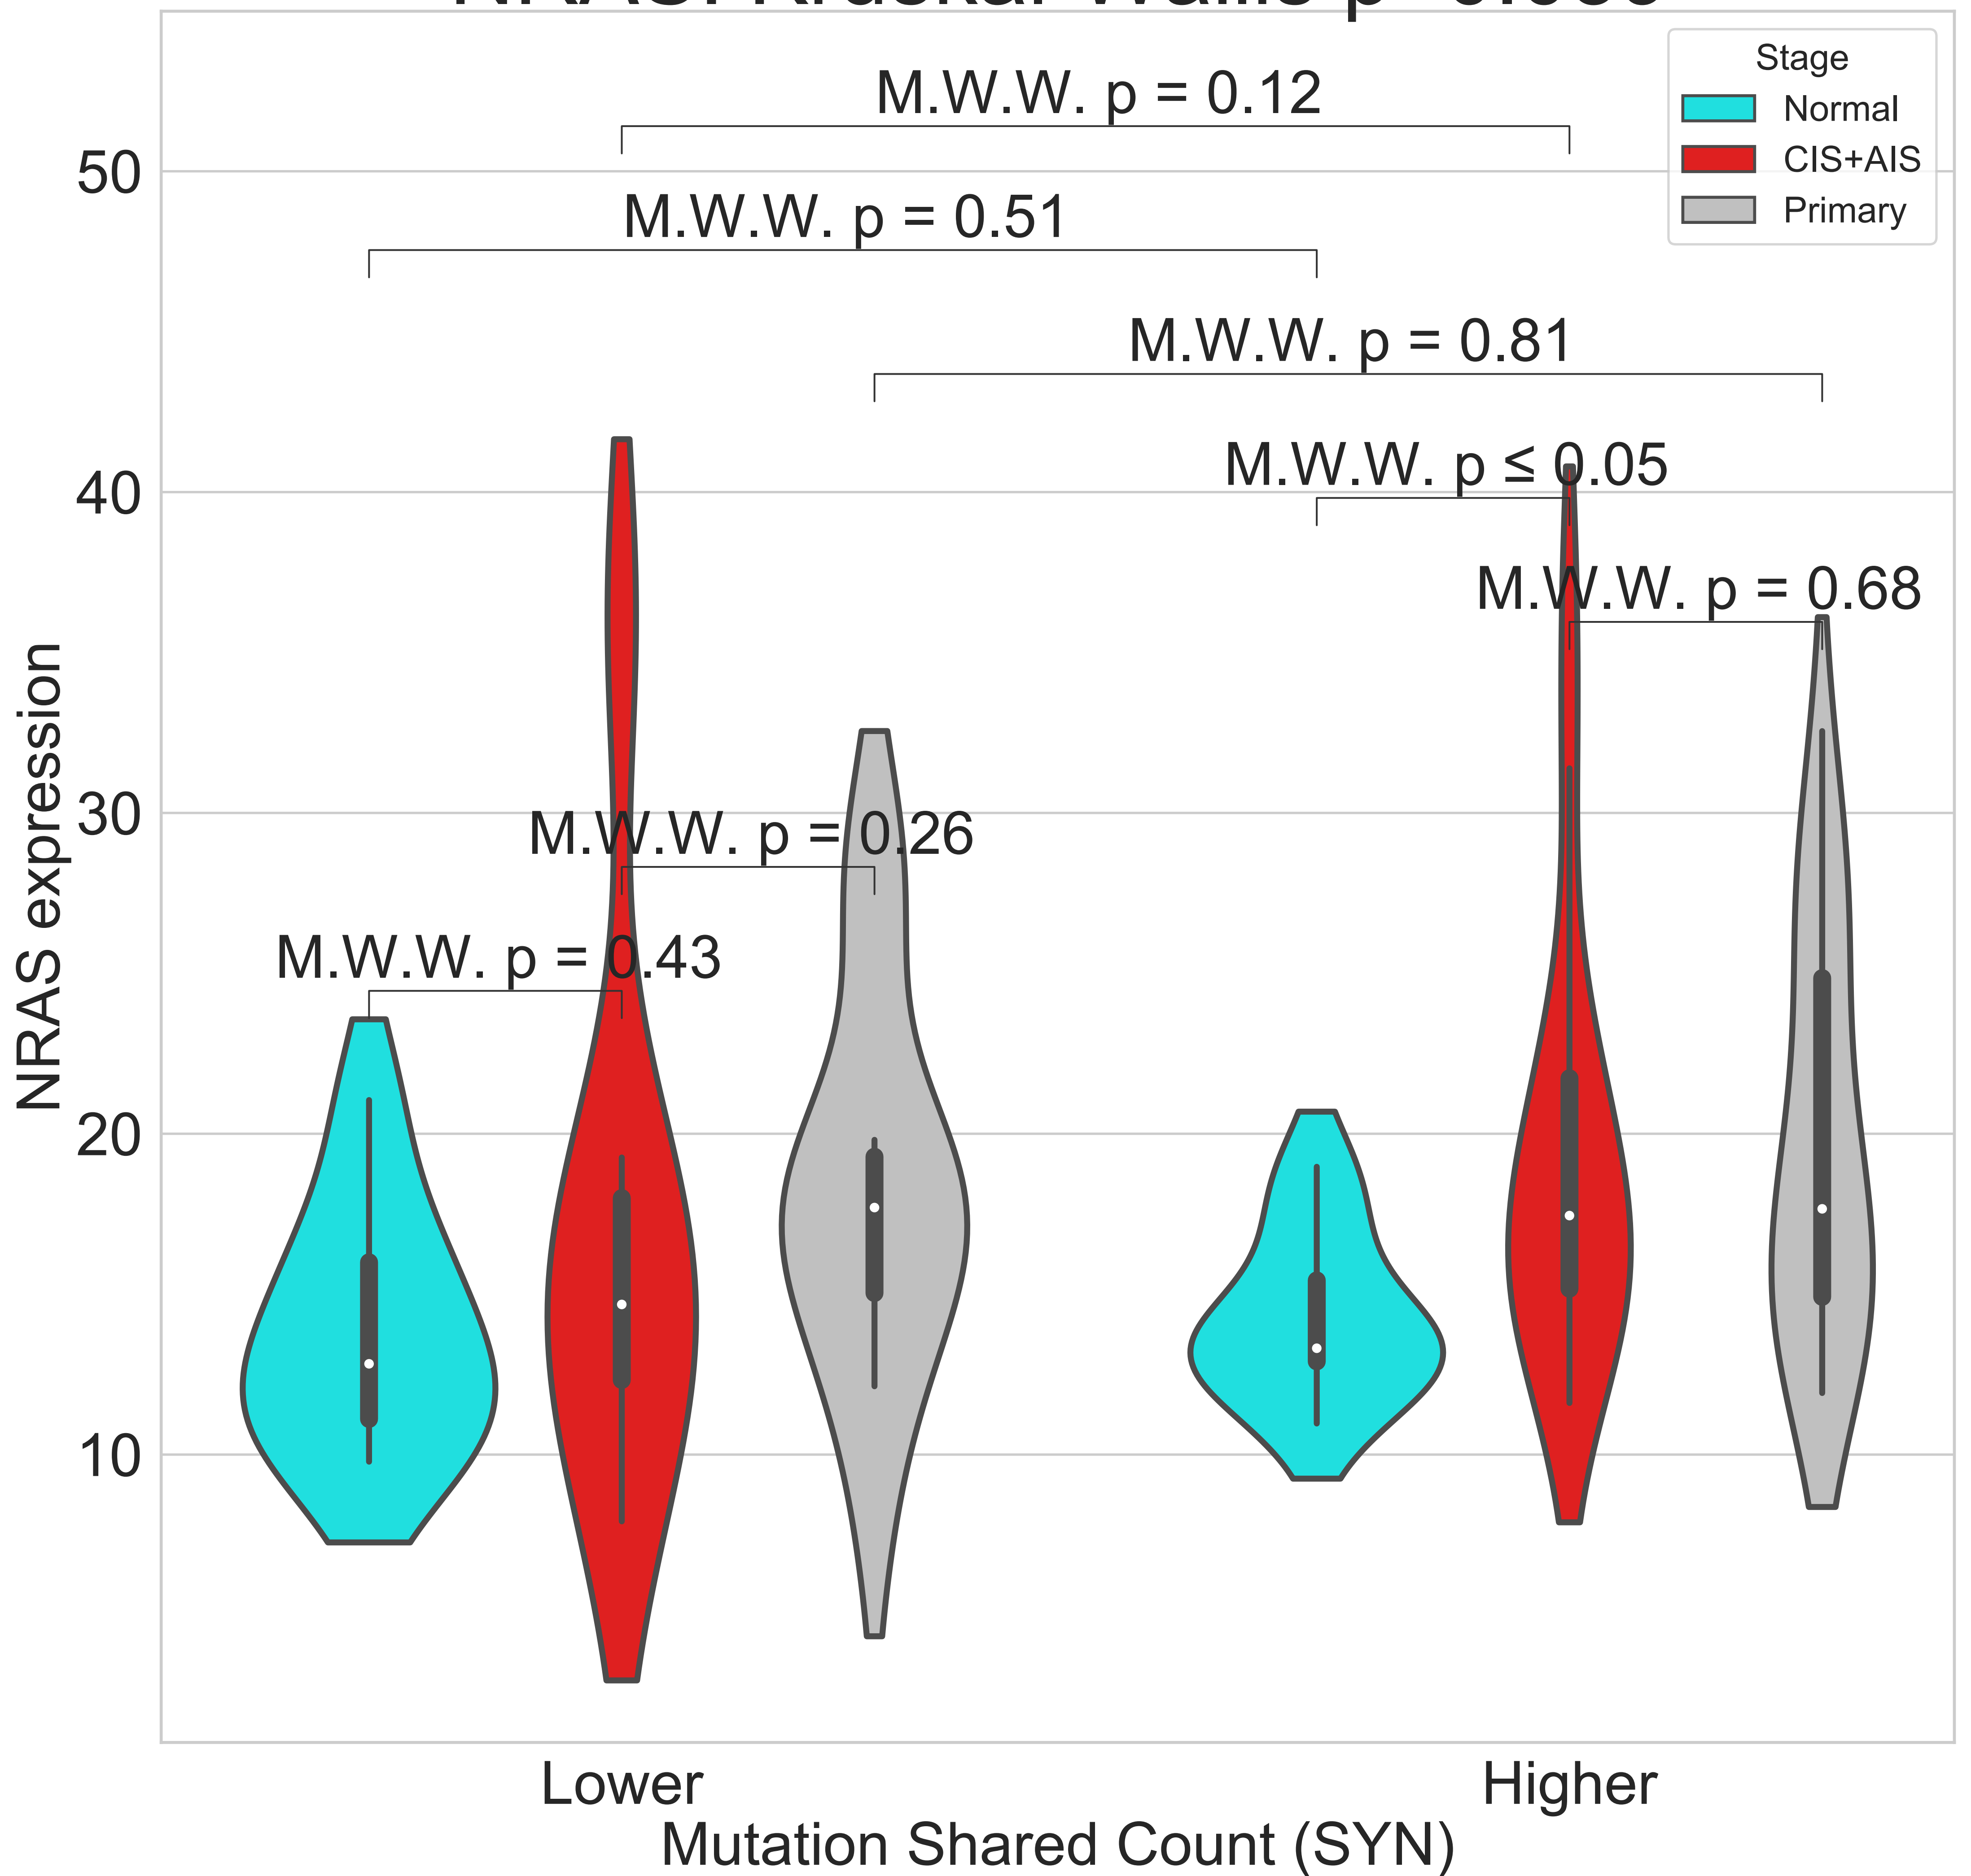 Stage
Normal
CIS+AIS
Primary
M.W.W. p = 0.12
M.W.W. p = 0.51
M.W.W. p = 0.81
M.W.W. p ≤ 0.05
M.W.W. p = 0.68
M.W.W. p = 0.26
M.W.W. p = 0.43
50
40
30
20
10
NRAS expression
Lower
Higher
Mutation Shared Count (SYN)